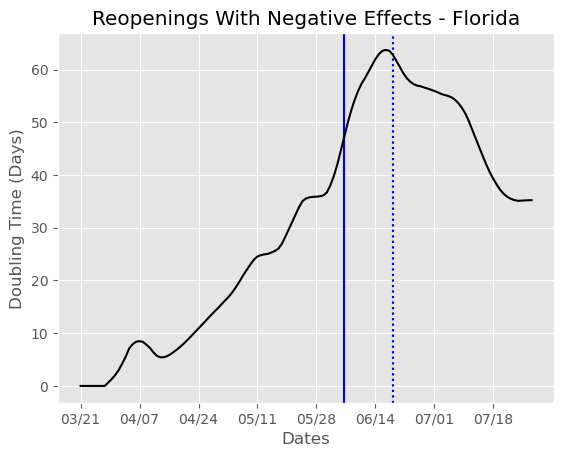 Reopenings With Negative Effects - Florida
Doubling Time (Days)
60
50
40
30
20
10
0
03/21 04/07 04/24 05/11 05/28 06/14 07/01 07/18
Dates